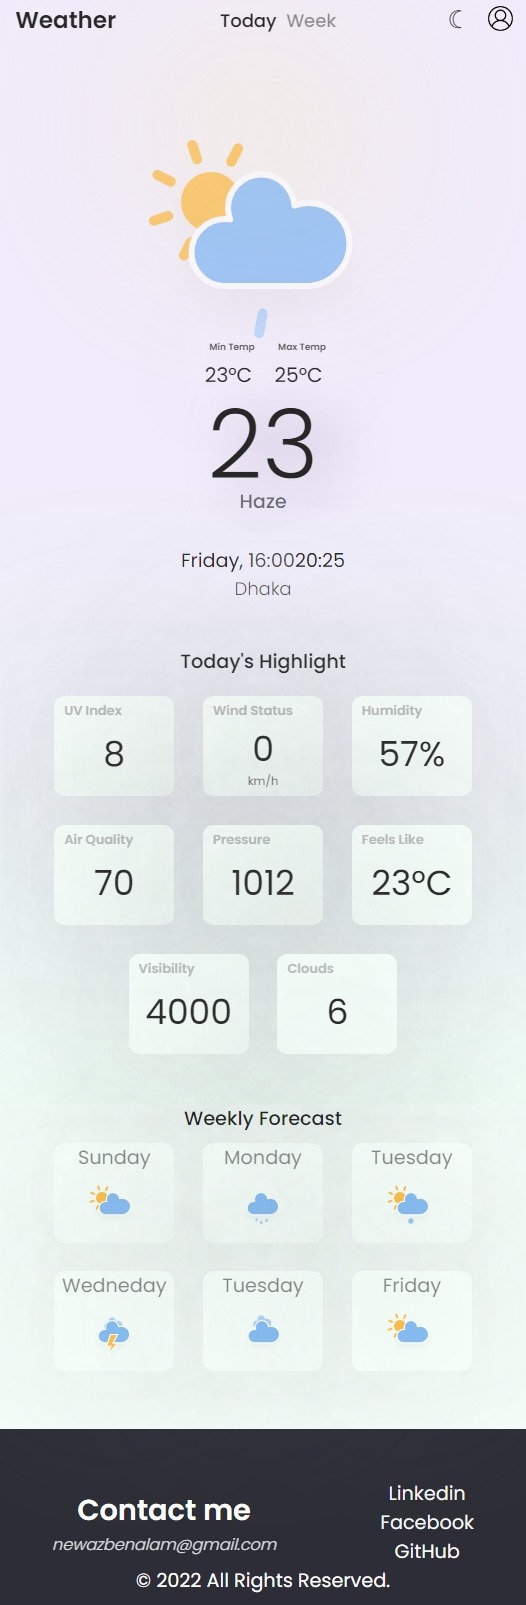 Weather Today Week
Min Temp Max Temp
23°C 25°C
23
Haze
Friday, 16:0020:25
Dhaka
Today's Highlight
UV Index Wind Status Humidity
8 0 57%
km/h
Air Quality Pressure Feels Like
70 1012 23°C
Visibility Clouds
4000 6
Weekly Forecast
Sunday Monday Tuesday
Wedneday Tuesday Friday
Contact me
newazbenalam@gmail.com
Linkedin
Facebook
GitHub
© 2022 All Rights Reserved.